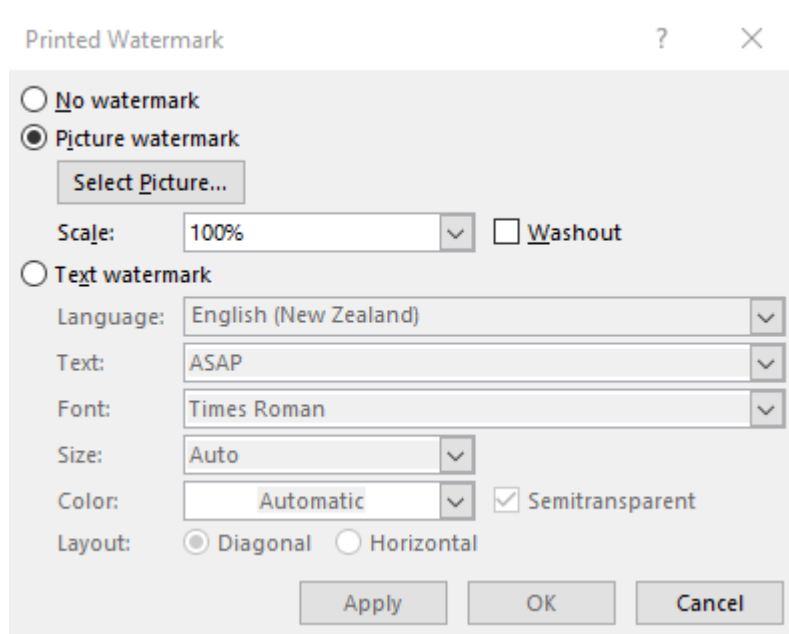 Printed Watermark ? ×
No watermark
Picture watermark
Select Picture...
Scale: 100% Washout
Text watermark
Language: English (New Zealand)
Text: ASAP
Font: Times Roman
Size: Auto
Color: Automatic Semitransparent
Layout: Diagonal Horizontal
Apply OK Cancel